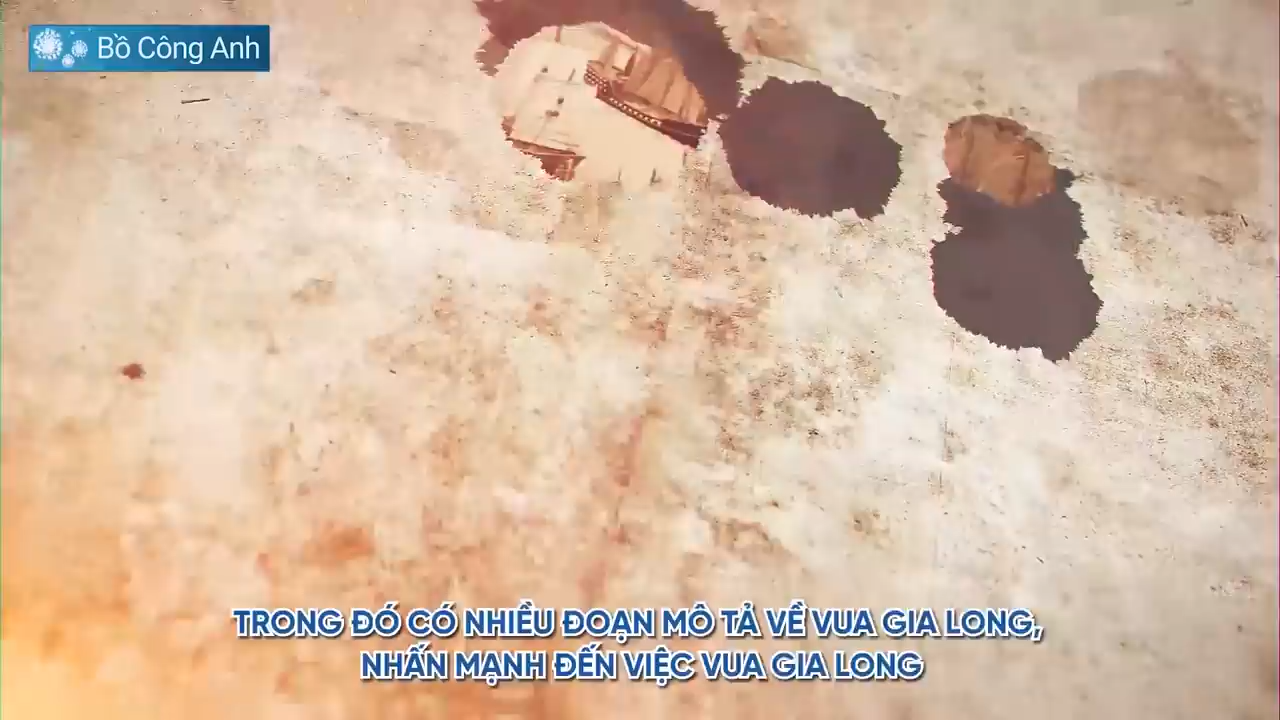 Bồ Công Anh
TRONG ĐÓ CÓ NHIỀU ĐOẠN MÔ TẢ VỀ VUA GIA LONG,
NHẤN MẠNH ĐẾN VIỆC VUA GIA LONG